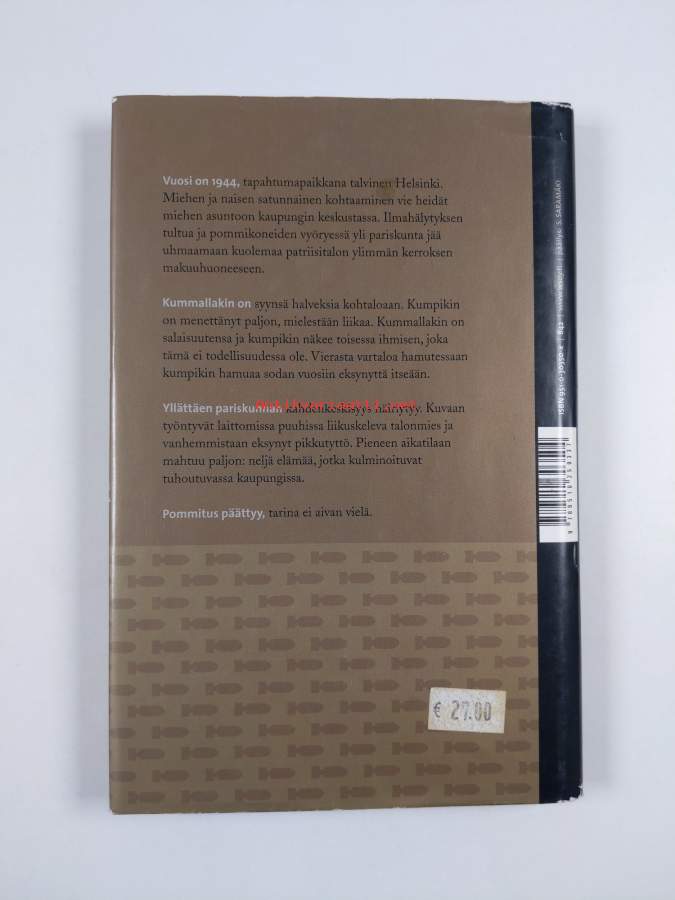 Vuosi on 1944, tapahtumapaikkana talvinen Helsinki.
Miehen ja naisen satunnainen kohtaaminen vie heidät
miehen asuntoon kaupungin keskustassa. Ilmahälytyksen
tultua ja pommikoneiden vyöryessä yli pariskunta jää
uhmaamaan kuolemaa patriisitalon ylimmän kerroksen
makuuhuoneeseen.
Kummallakin on syynsä halveksia kohtaloaan. Kumpikin
on menettänyt paljon, mielestään liikaa. Kummallakin on
salaisuutensa ja kumpikin näkee toisessa ihmisen, joka
tämä ei todellisuudessa ole. Vierasta vartaloa hamutessaan
kumpikin hamuaa sodan vuosiin eksynyttä itseään.
Yllättäen pariskunnan kahdenkeskisyys häiriytyy. Kuvaan
työntyvät laittomissa puuhissa liikuskeleva talonmies ja
vanhemmistaan eksynyt pikkutyttö. Pieneen aikatilaan
mahtuu paljon: neljä elämää, jotka kulminoituvat
tuhoutuvassa kaupungissa.
Pommitus päättyy, tarina ei aivan vielä.
€ 27.00